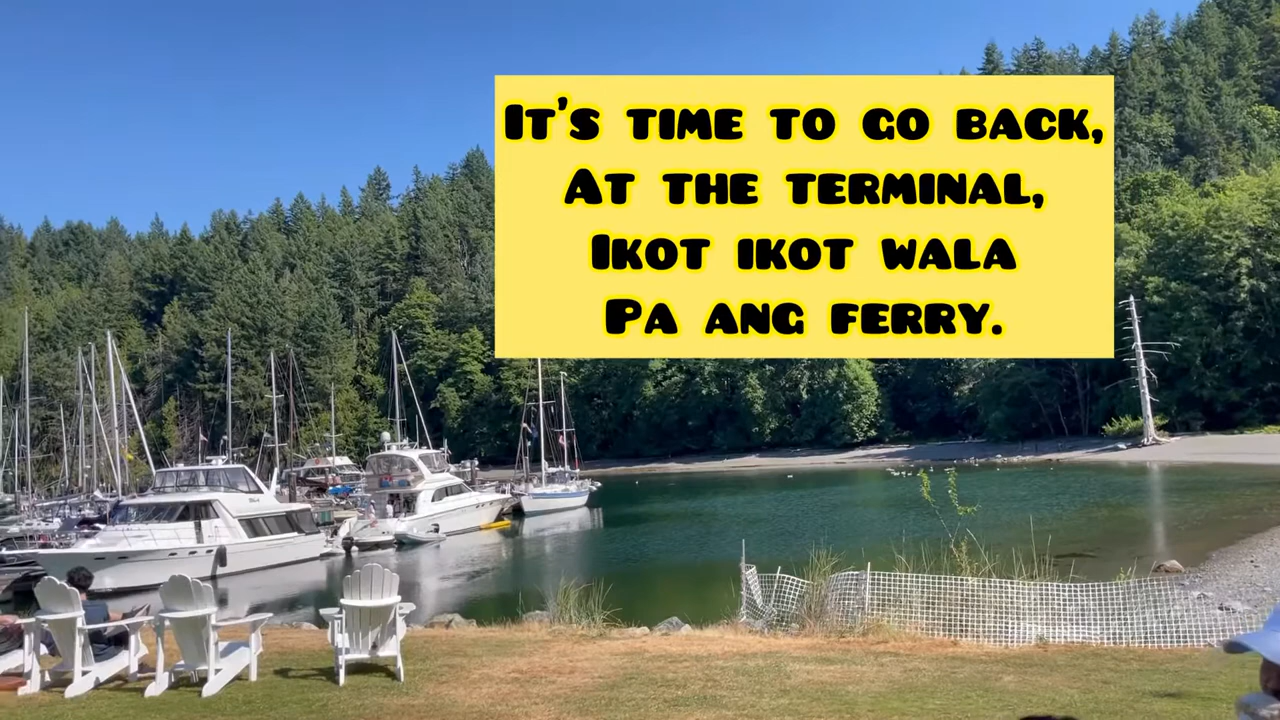 It's time to go back,
At the terminal,
Ikot ikot wala
Pa ang ferry.